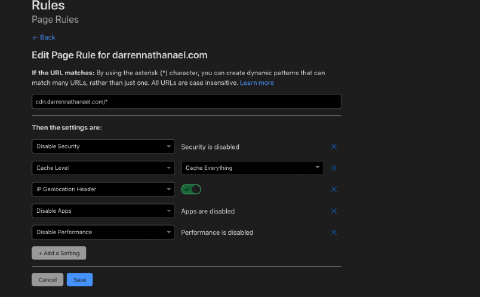 Rules
Page Rules
← Back
Edit Page Rule for darrennathanael.com
If the URL matches: By using the asterisk (*) character, you can create dynamic patterns that can
match many URLs, rather than just one. All URLs are case insensitive. Learn more
cdn.darrennathanael.com/*
Then the settings are:
Disable Security Security is disabled
Cache Level Cache Everything
IP Geolocation Header
Disable Apps Apps are disabled
Disable Performance Performance is disabled
+ Add a Setting
Cancel Save